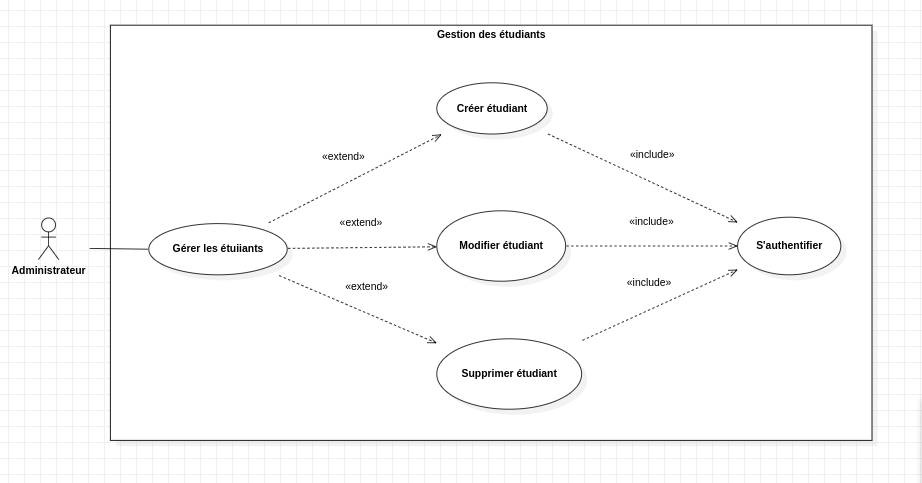 Gestion des étudiants
Créer étudiant
«extend»
«include»
«extend»
«include»
Gérer les étuiiants
Modifier étudiant
S'authentifier
Administrateur
«extend»
«include»
Supprimer étudiant